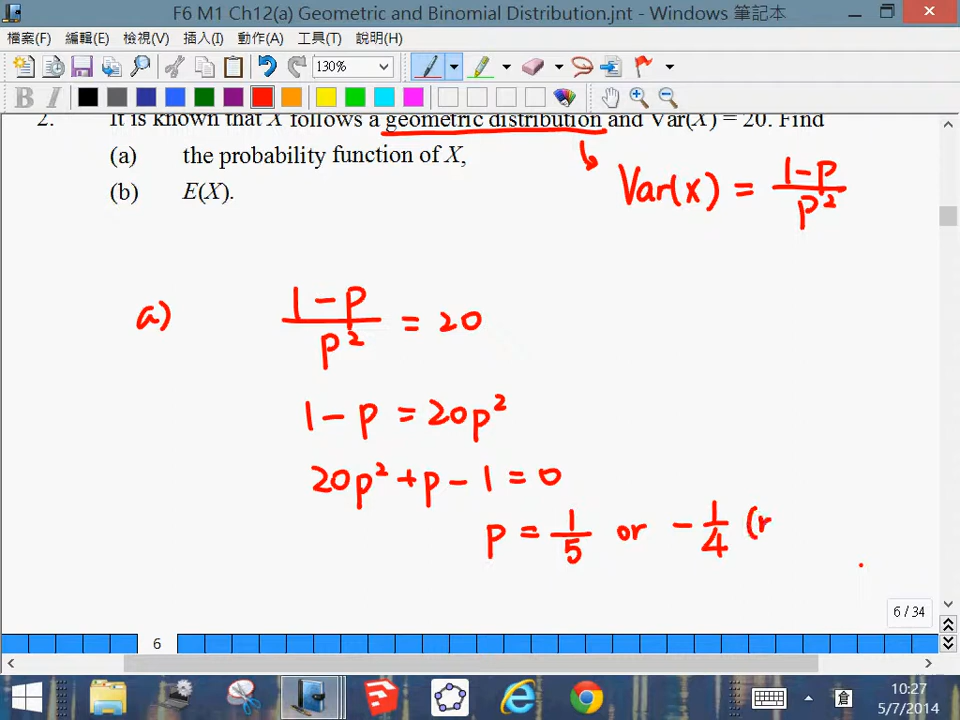 F6 M1 Ch12(a) Geometric and Binomial Distribution.jnt - Windows 筆記本
檔案(F) 編輯(E) 檢視(V) 插入(I) 動作(A) 工具(T) 說明(H)
130%
B I
2. It is known that X follows a geometric distribution and Var(X) = 20. Find
(a) the probability function of X,
(b) E(X).
Var(x) = (1-p)/p²
a) (1-p)/p² = 20
1 - p = 20p²
20p² + p - 1 = 0
p = 1/5 or - 1/4 (r
6 / 34
6
倉
10:27
5/7/2014